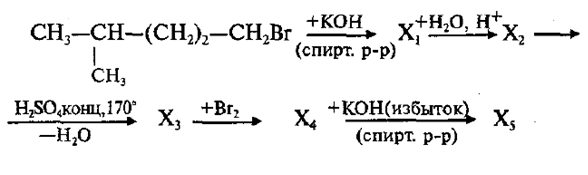 CH₃—CH—(CH₂)₂—CH₂Br +KOH (спирт. р-р) X₁ +H₂O, H⁺ X₂
CH₃
H₂SO₄конц,170° —H₂O X₃ +Br₂ X₄ +KOH(избыток) (спирт. р-р) X₅